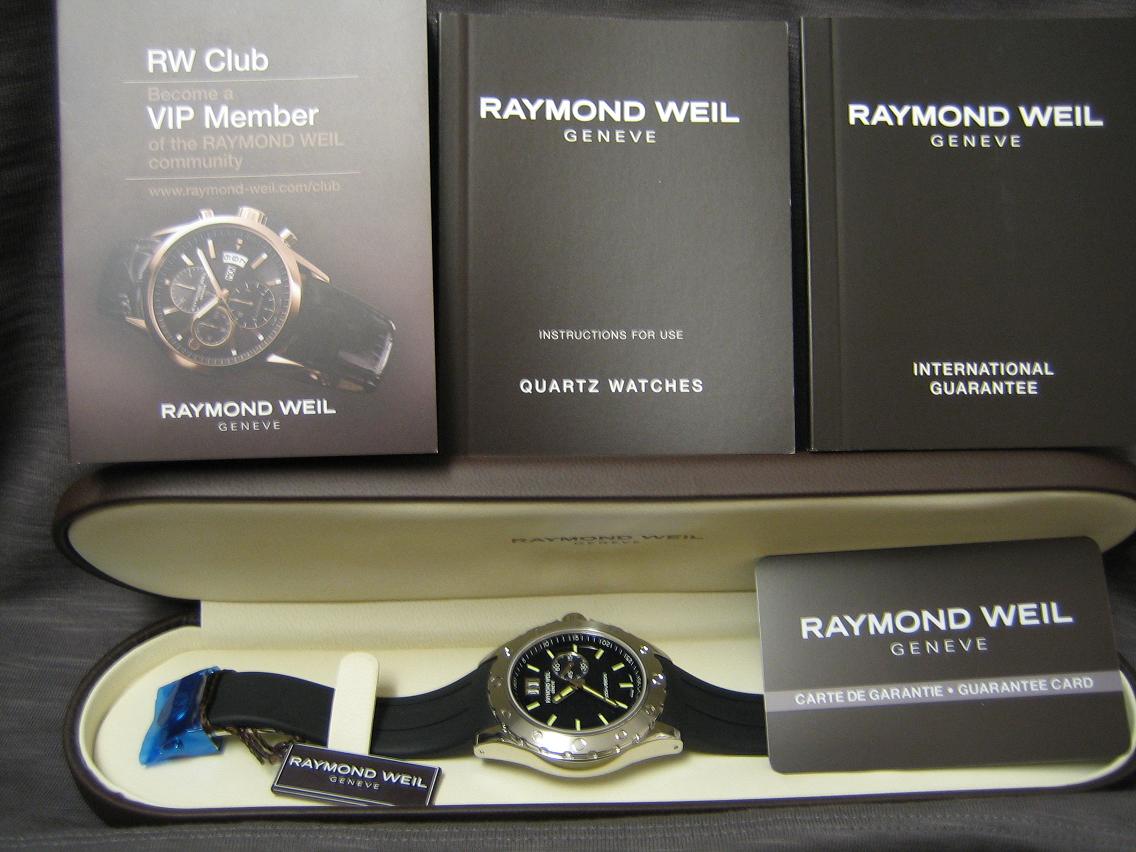 RW Club
Become a
VIP Member
of the RAYMOND WEIL
community
www.raymond-weil.com/club
RAYMOND WEIL
GENEVE
RAYMOND WEIL
GENEVE
INSTRUCTIONS FOR USE
QUARTZ WATCHES
RAYMOND WEIL
GENEVE
INTERNATIONAL
GUARANTEE
RAYMOND WEIL
GENEVE
RAYMOND WEIL
GENEVE
CARTE DE GARANTIE • GUARANTEE CARD
RAYMOND WEIL
GENEVE
RAYMOND WEIL